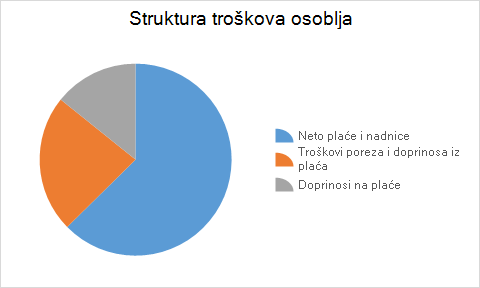 Struktura troškova osoblja
Neto plaće i nadnice
Troškovi poreza i doprinosa iz
plaća
Doprinosi na plaće